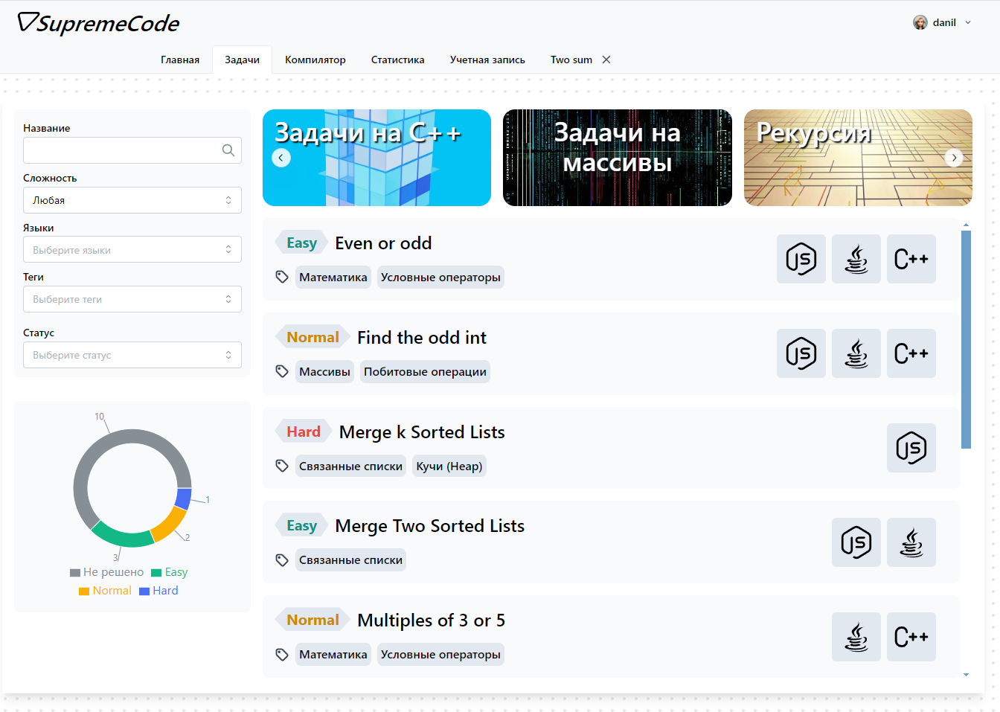 SupremeCode
danil
Главная
Задачи
Компилятор
Статистика
Учетная запись
Two sum
Название
Сложность
Любая
Языки
Выберите языки
Теги
Выберите теги
Статус
Выберите статус
10
1
2
3
Не решено
Easy
Normal
Hard
Задачи на C++
Задачи на
массивы
Рекурсия
Easy
Even or odd
Математика
Условные операторы
JS
C++
Normal
Find the odd int
Массивы
Побитовые операции
JS
C++
Hard
Merge k Sorted Lists
Связанные списки
Кучи (Heap)
JS
Easy
Merge Two Sorted Lists
Связанные списки
JS
Normal
Multiples of 3 or 5
Математика
Условные операторы
C++